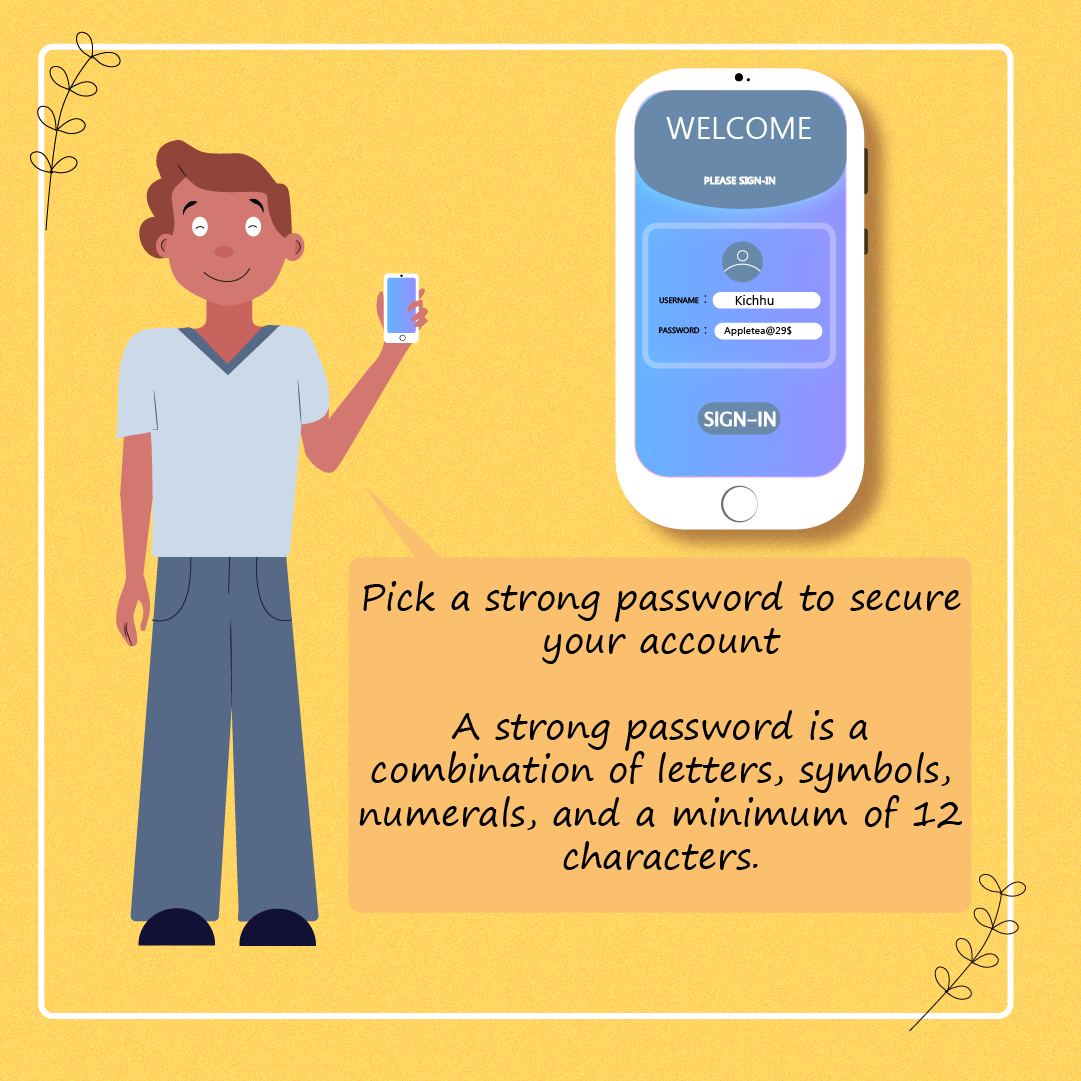 WELCOME
PLEASE SIGN-IN
USERNAME : Kichhu
PASSWORD : Appletea@29$
SIGN-IN
Pick a strong password to secure
your account
A strong password is a
combination of letters, symbols,
numerals, and a minimum of 12
characters.